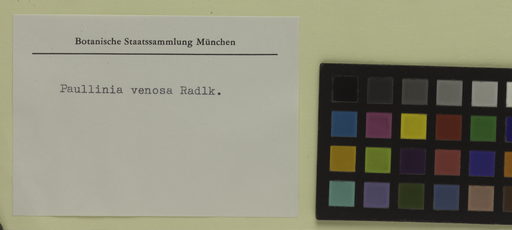 Botanische Staatssammlung München
Paullinia venosa Radlk.